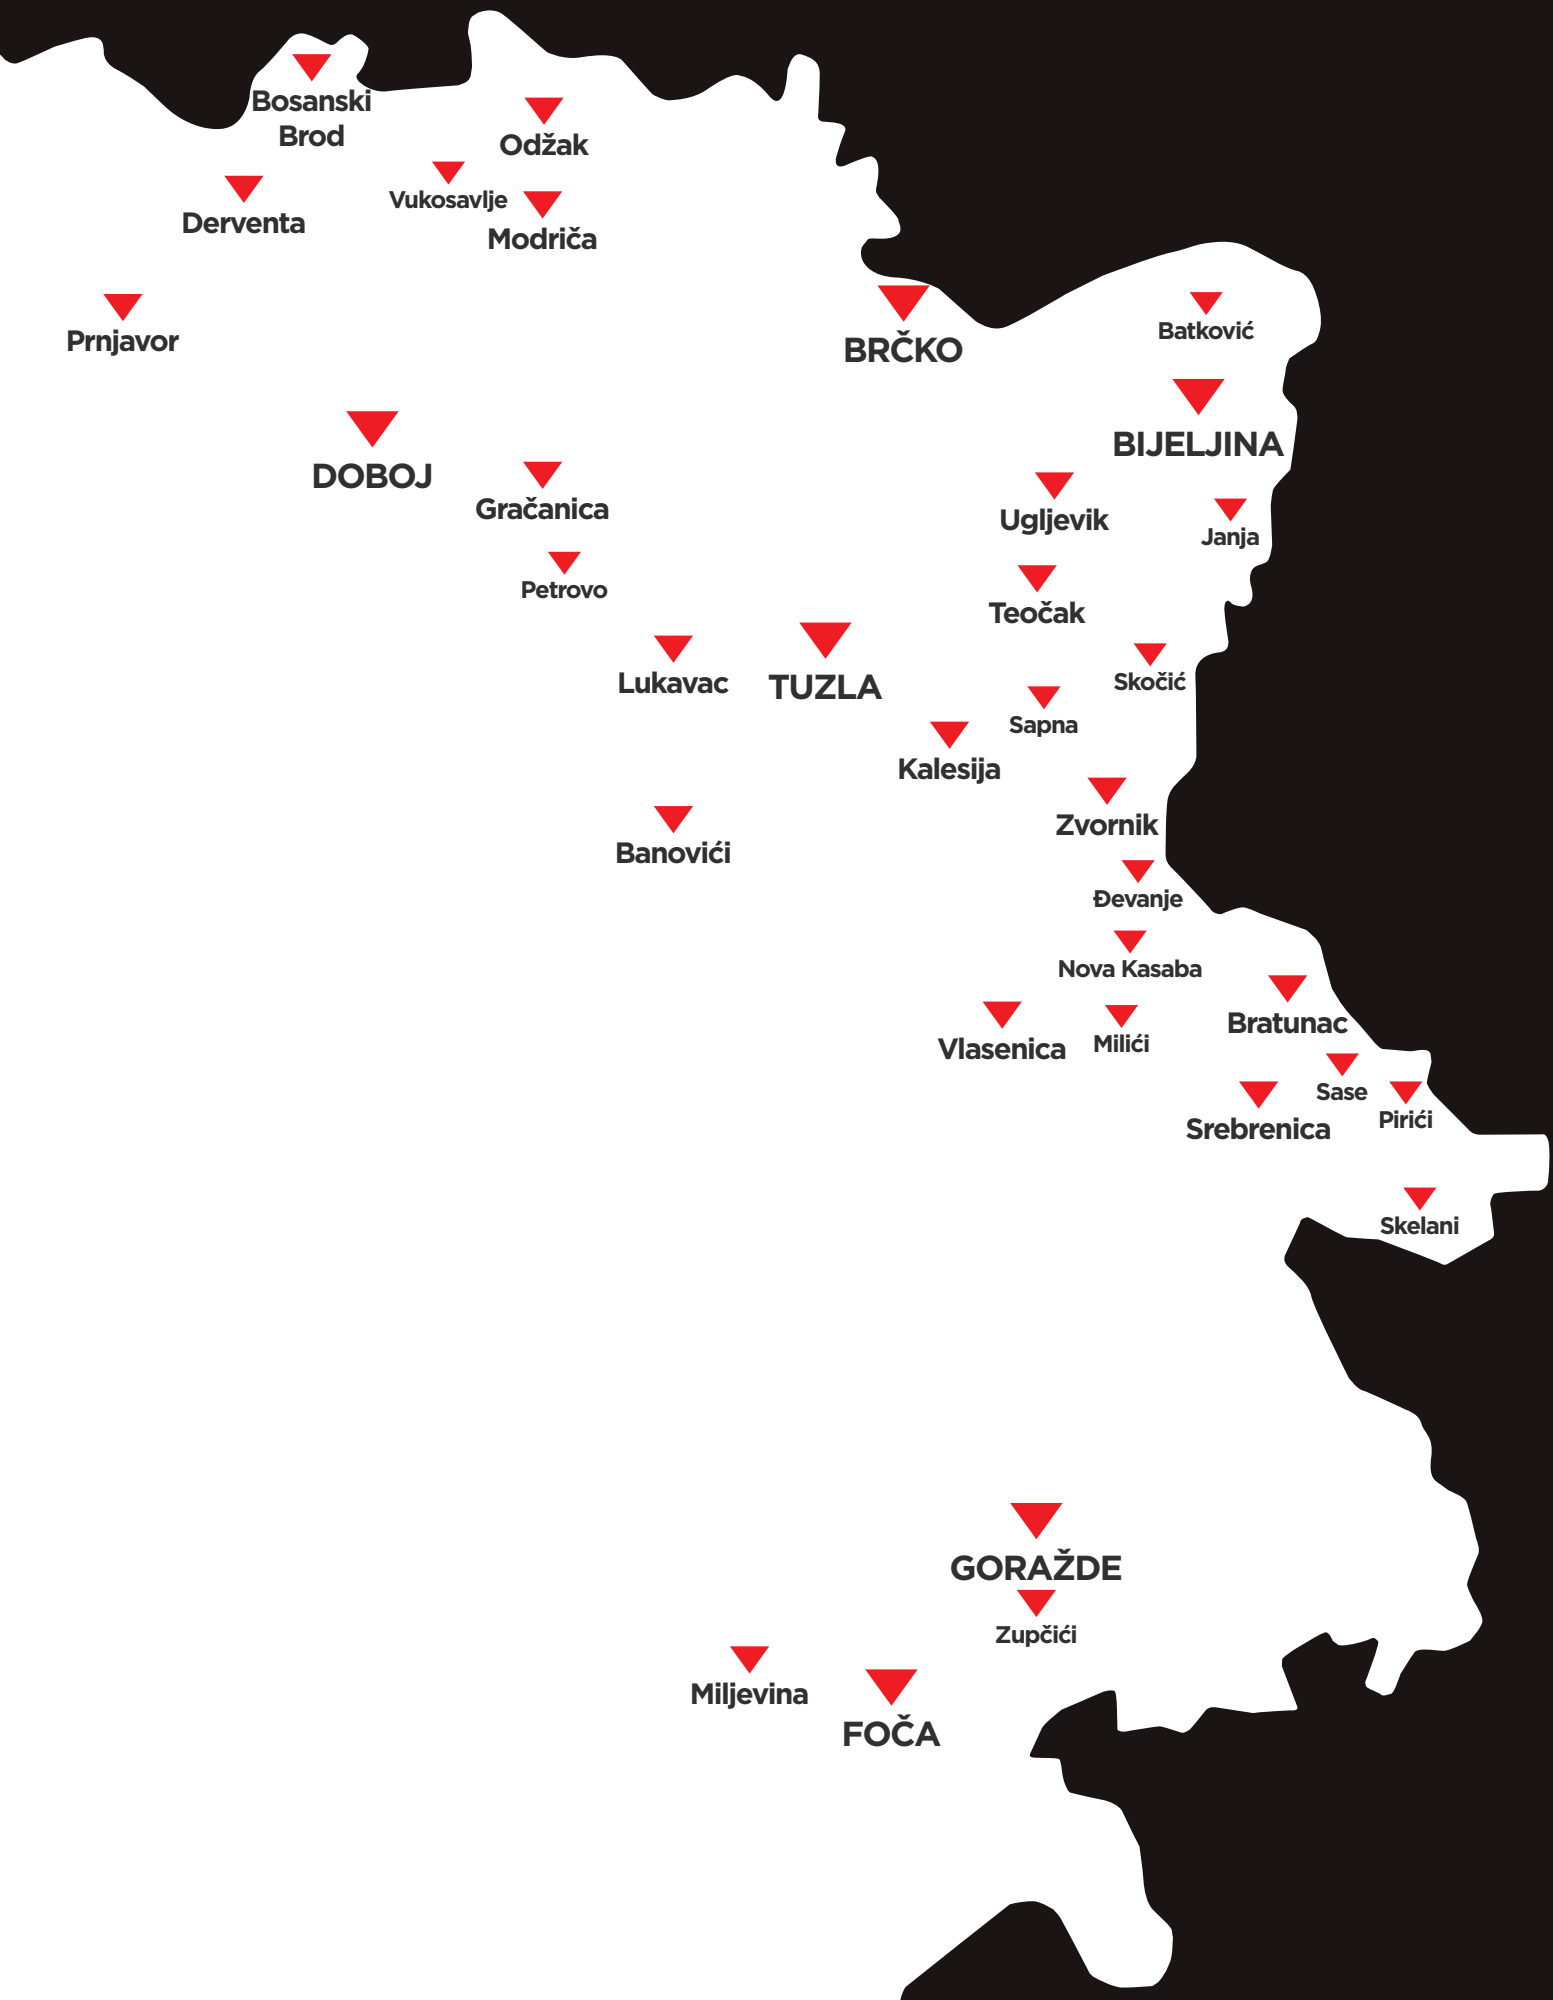 Bosanski
Brod
Odžak
Vukosavlje
Derventa
Modriča
Prnjavor
BRČKO
Batković
BIJELJINA
DOBOJ
Gračanica
Ugljevik
Janja
Petrovo
Teočak
Lukavac
TUZLA
Skočić
Sapna
Kalesija
Zvornik
Banovići
Đevanje
Nova Kasaba
Bratunac
Vlasenica
Milići
Sase
Pirići
Srebrenica
Skelani
GORAŽDE
Zupčići
Miljevina
FOČA